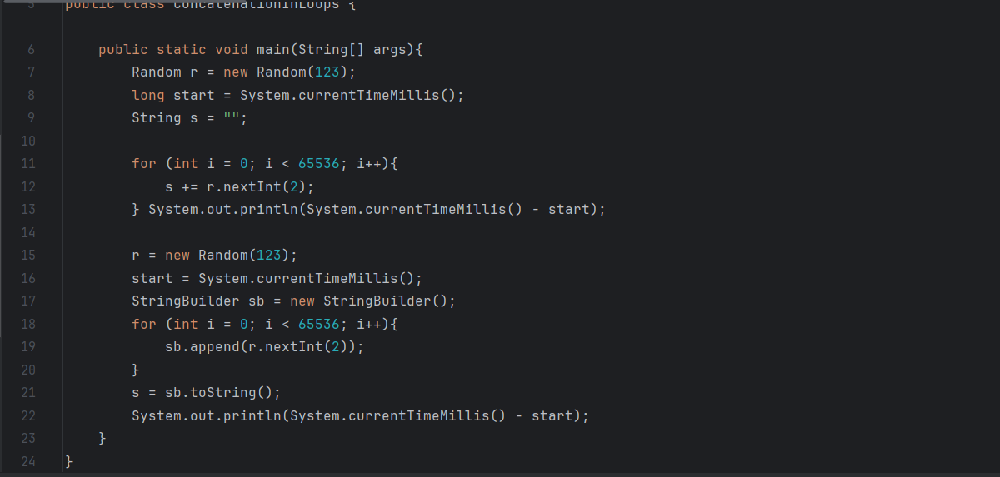 5 public class ConcatenationInLoops {
6 public static void main(String[] args){
7 Random r = new Random(123);
8 long start = System.currentTimeMillis();
9 String s = "";
10
11 for (int i = 0; i < 65536; i++){
12 s += r.nextInt(2);
13 } System.out.println(System.currentTimeMillis() - start);
14
15 r = new Random(123);
16 start = System.currentTimeMillis();
17 StringBuilder sb = new StringBuilder();
18 for (int i = 0; i < 65536; i++){
19 sb.append(r.nextInt(2));
20 }
21 s = sb.toString();
22 System.out.println(System.currentTimeMillis() - start);
23 }
24 }